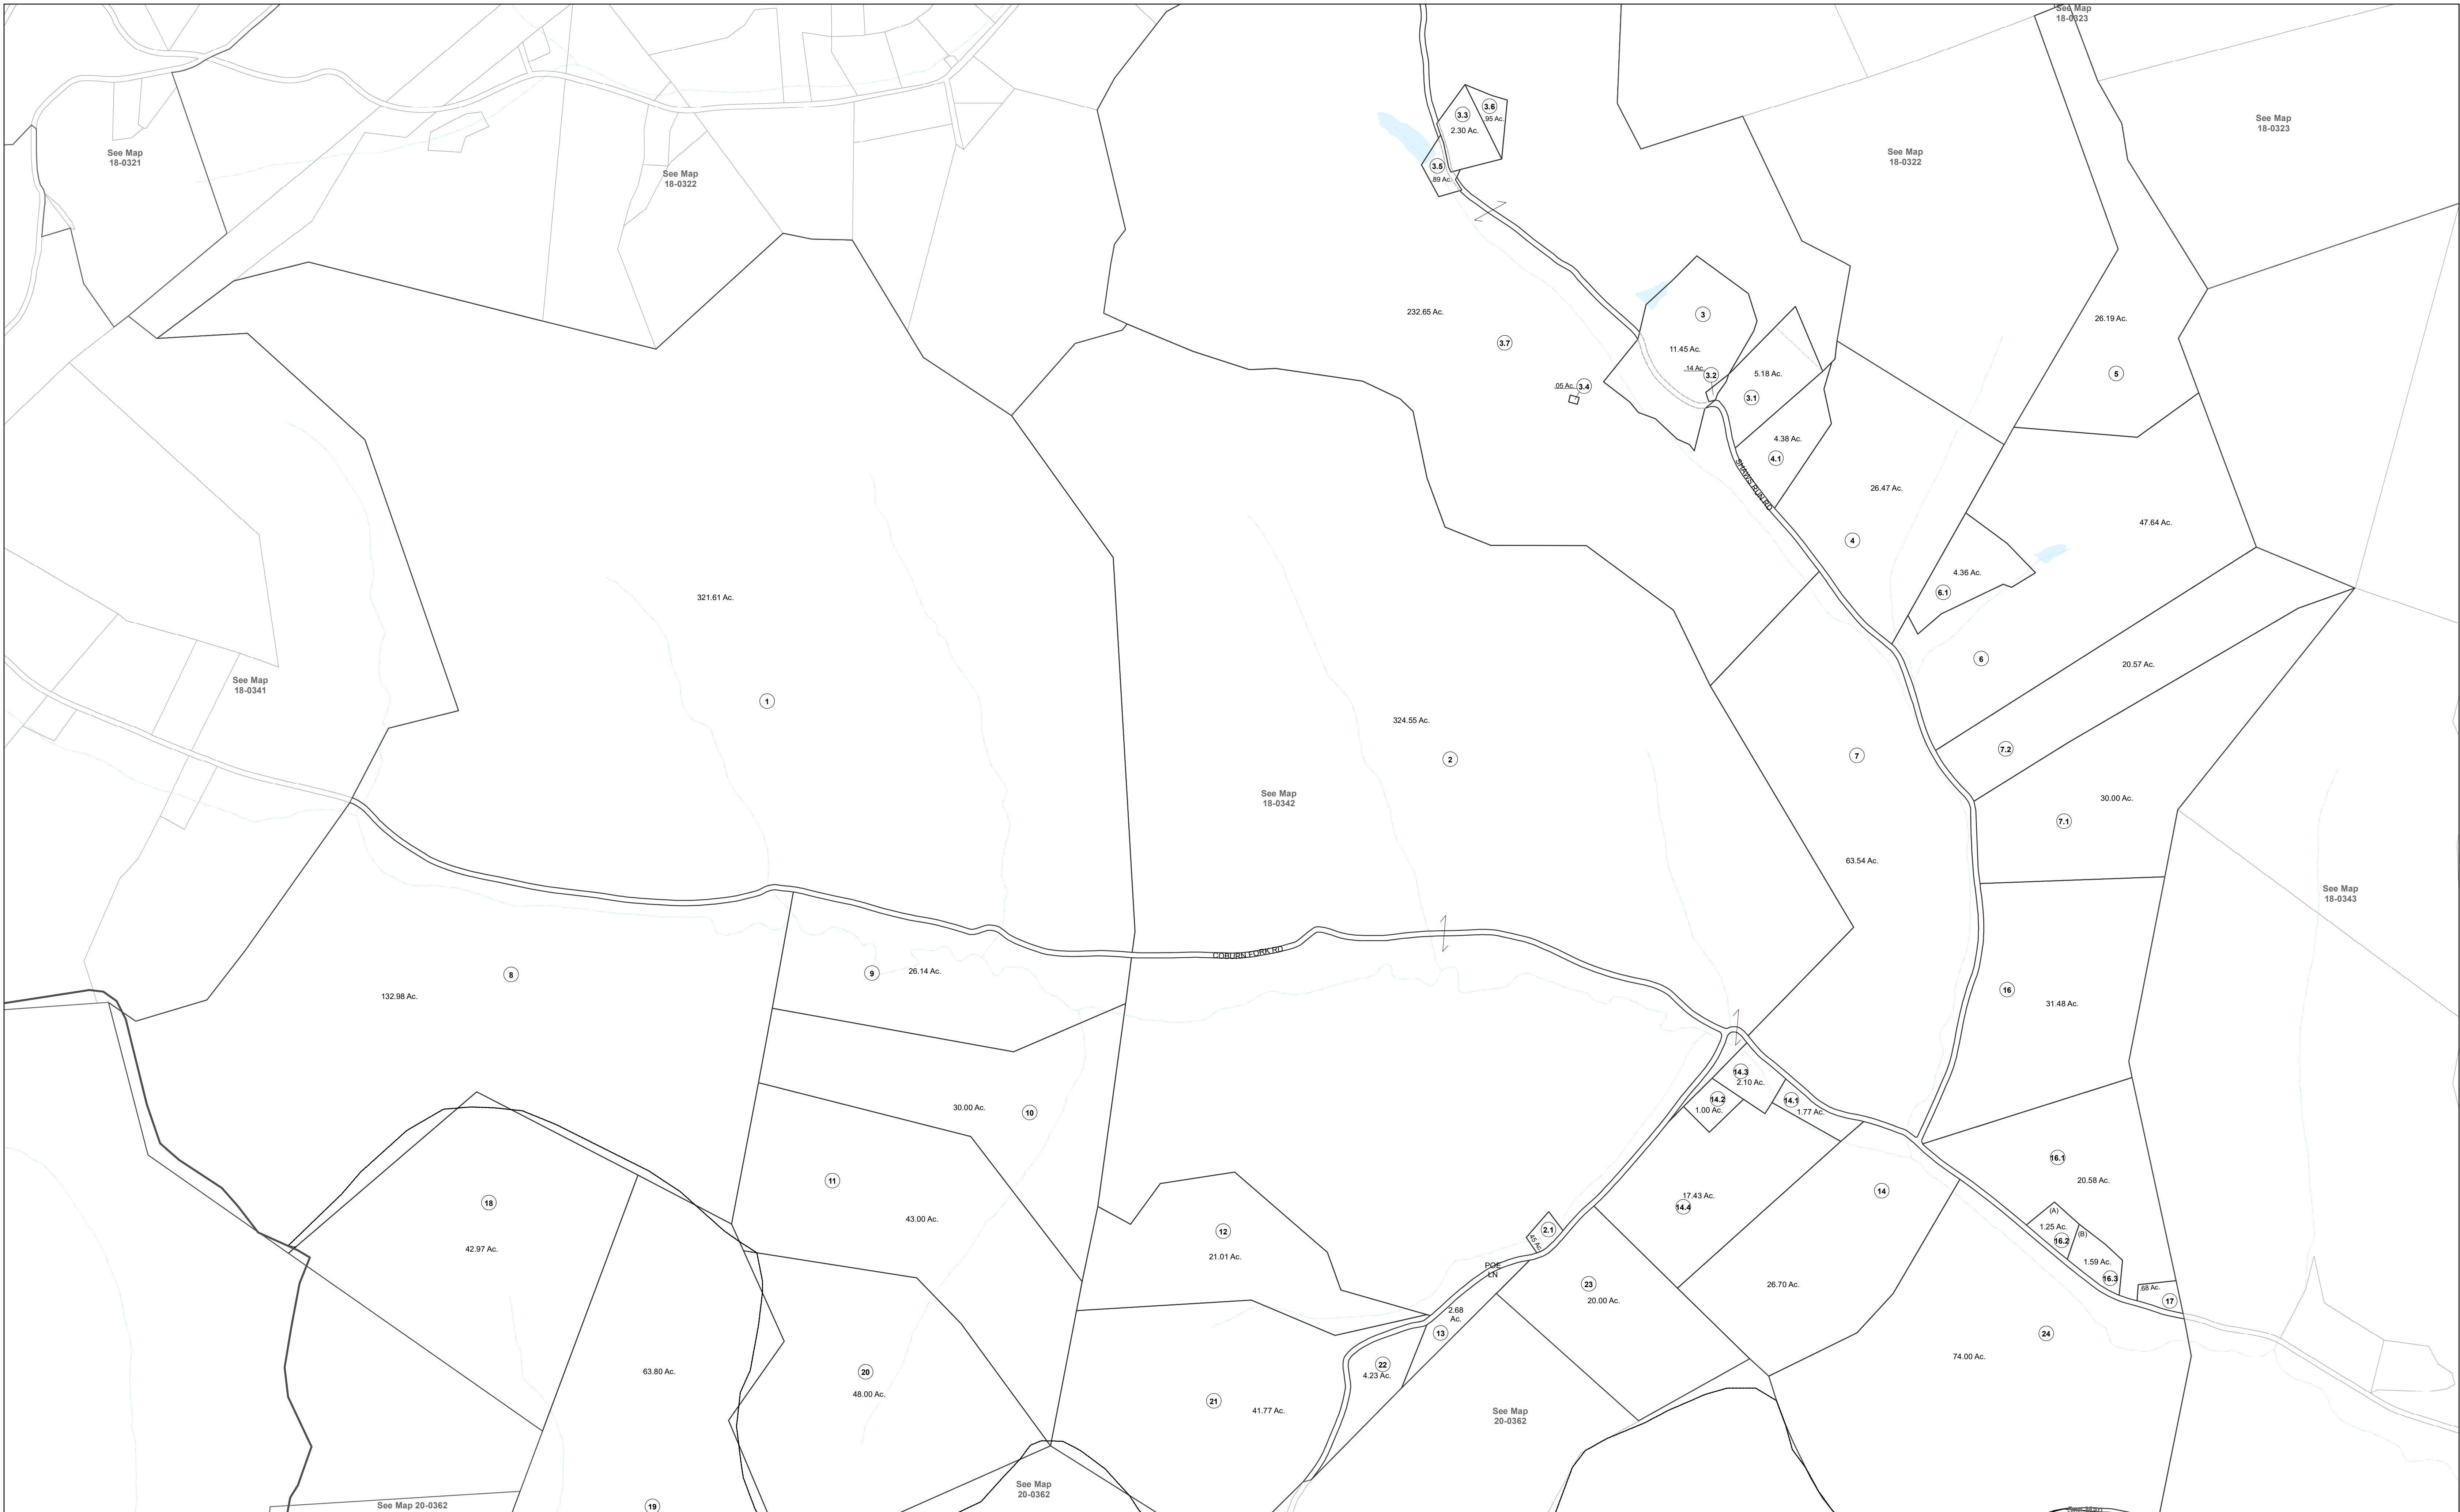 See Map
18-0323
3.6
.95 Ac.
3.3
2.30 Ac.
See Map
18-0323
See Map
18-0321
See Map
18-0322
See Map
18-0322
3.5
.89 Ac.
232.65 Ac.
3.7
3
11.45 Ac.
26.19 Ac.
.14 Ac.
3.2
5.18 Ac.
5
.05 Ac.
3.4
3.1
4.38 Ac.
4.1
SHAWS RUN RD
26.47 Ac.
4
47.64 Ac.
4.36 Ac.
6.1
321.61 Ac.
6
20.57 Ac.
See Map
18-0341
1
324.55 Ac.
2
7
7.2
See Map
18-0342
30.00 Ac.
7.1
63.54 Ac.
See Map
18-0343
COBURN FORK RD
8
132.98 Ac.
9
26.14 Ac.
16
31.48 Ac.
14.3
2.10 Ac.
14.2
1.00 Ac.
14.1
1.77 Ac.
30.00 Ac.
10
16.1
20.58 Ac.
11
43.00 Ac.
14
17.43 Ac.
14.4
18
42.97 Ac.
12
21.01 Ac.
2.1
.45 Ac.
(A)
1.25 Ac.
16.2
(B)
1.59 Ac.
16.3
.68 Ac.
17
POE
LN
23
20.00 Ac.
26.70 Ac.
2.68
Ac.
13
24
74.00 Ac.
22
4.23 Ac.
63.80 Ac.
20
48.00 Ac.
21
41.77 Ac.
See Map
20-0362
See Map
20-0362
See Map 20-0362
19
See Map